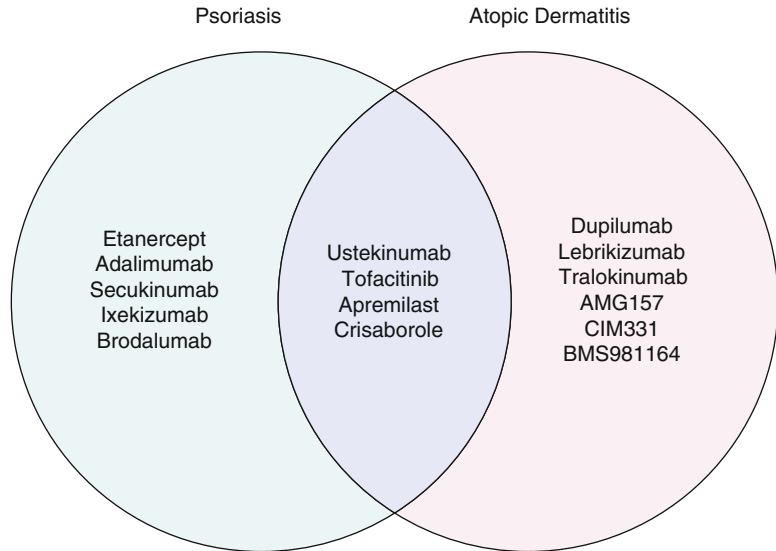 Psoriasis
Atopic Dermatitis
Etanercept
Adalimumab
Secukinumab
Ixekizumab
Brodalumab
Ustekinumab
Tofacitinib
Apremilast
Crisaborole
Dupilumab
Lebrikizumab
Tralokinumab
AMG157
CIM331
BMS981164